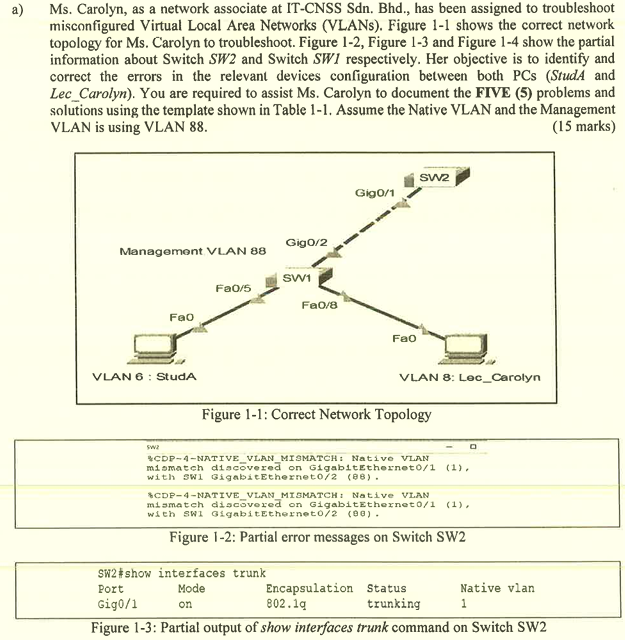 a) Ms. Carolyn, as a network associate at IT-CNSS Sdn. Bhd., has been assigned to troubleshoot
misconfigured Virtual Local Area Networks (VLANs). Figure 1-1 shows the correct network
topology for Ms. Carolyn to troubleshoot. Figure 1-2, Figure 1-3 and Figure 1-4 show the partial
information about Switch SW2 and Switch SW1 respectively. Her objective is to identify and
correct the errors in the relevant devices configuration between both PCs (StudA and
Lec_Carolyn). You are required to assist Ms. Carolyn to document the FIVE (5) problems and
solutions using the template shown in Table 1-1. Assume the Native VLAN and the Management
VLAN is using VLAN 88. (15 marks)
SW2
Gig0/1
Management VLAN 88
Gig0/2
SW1
Fa0/5
Fa0/8
Fa0
Fa0
VLAN 6 : StudA
VLAN 8: Lec_Carolyn
Figure 1-1: Correct Network Topology
SW2
%CDP-4-NATIVE_VLAN_MISMATCH: Native VLAN
mismatch discovered on GigabitEthernet0/1 (1),
with SW1 GigabitEthernet0/2 (88).
%CDP-4-NATIVE_VLAN_MISMATCH: Native VLAN
mismatch discovered on GigabitEthernet0/1 (1),
with SW1 GigabitEthernet0/2 (88).
Figure 1-2: Partial error messages on Switch SW2
SW2#show interfaces trunk
Port Mode Encapsulation Status Native vlan
Gig0/1 on 802.1q trunking 1
Figure 1-3: Partial output of show interfaces trunk command on Switch SW2